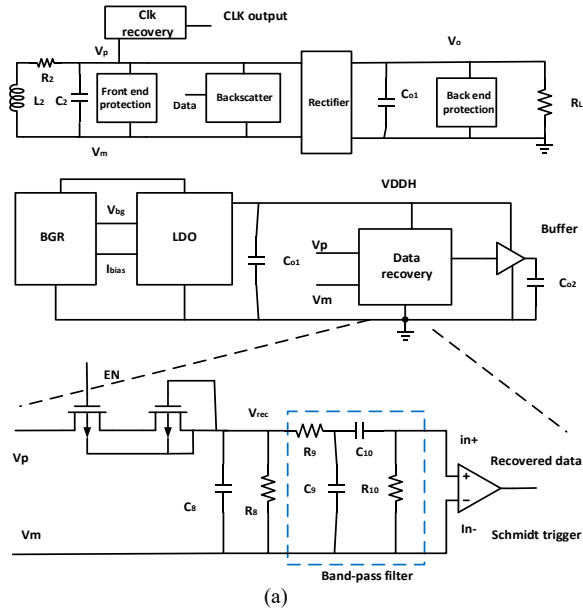 Clk recovery
CLK output
Vp
Vo
R2
L2
C2
Front end protection
Data
Backscatter
Rectifier
Co1
Back end protection
RL
Vm
VDDH
BGR
Vbg
LDO
Ibias
Co1
Vp
Vm
Data recovery
Buffer
Co2
EN
Vp
Vrec
R9
C10
in+
Recovered data
C8
R8
C9
R10
+
−
In-
Schmidt trigger
Vm
Band-pass filter
(a)